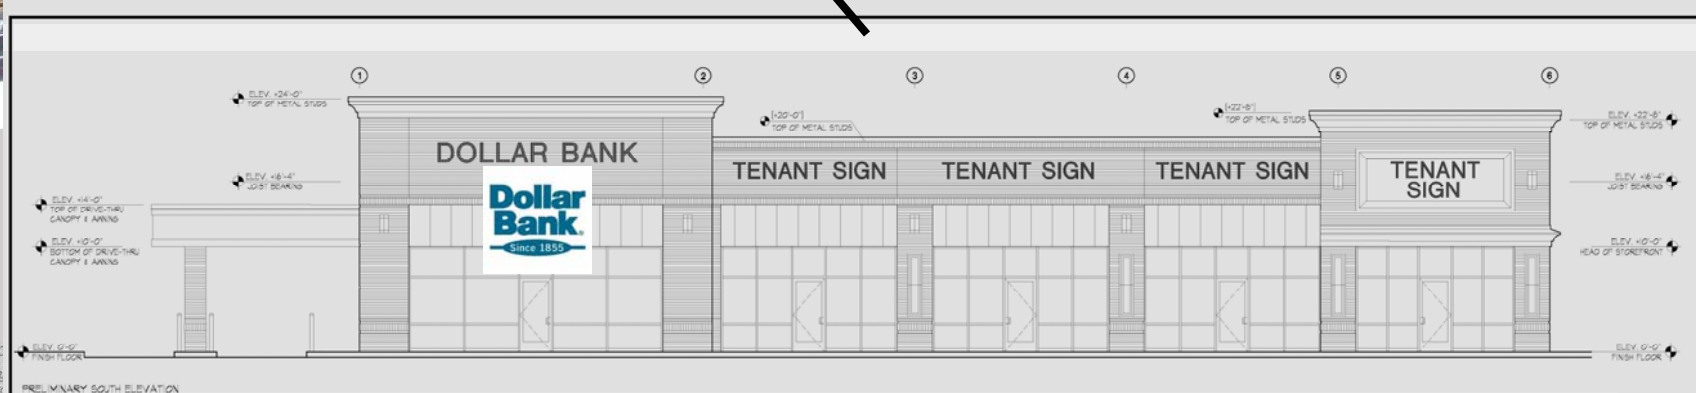 1
2
3
4
5
6
ELEV. +24'-0"
TOP OF METAL STUDS
[+20'-0"]
TOP OF METAL STUDS
[+22'-8"]
TOP OF METAL STUDS
ELEV. +22'-8"
TOP OF METAL STUDS
DOLLAR BANK
TENANT SIGN
TENANT SIGN
TENANT SIGN
TENANT
SIGN
ELEV. +16'-4"
JOIST BEARING
ELEV. +16'-4"
JOIST BEARING
Dollar
Bank
Since 1855
ELEV. +14'-0"
TOP OF DRIVE-THRU
CANOPY & AWNING
ELEV. +10'-0"
BOTTOM OF DRIVE-THRU
CANOPY & AWNING
ELEV. +10'-0"
HEAD OF STOREFRONT
ELEV. 0'-0"
FINISH FLOOR
ELEV. 0'-0"
FINISH FLOOR
PRELIMINARY SOUTH ELEVATION